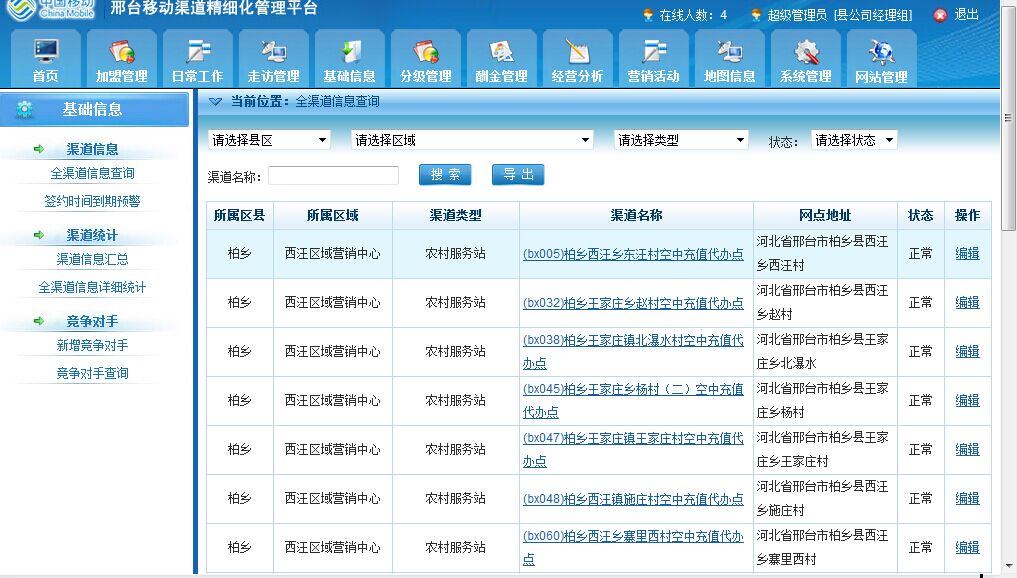 中国移动
China Mobile
邢台移动渠道精细化管理平台
在线人数：4 超级管理员 [县公司经理组] 退出
首页 加盟管理 日常工作 走访管理 基础信息 分级管理 酬金管理 经营分析 营销活动 地图信息 系统管理 网站管理
基础信息
渠道信息
全渠道信息查询
签约时间到期预警
渠道统计
渠道信息汇总
全渠道信息详细统计
竞争对手
新增竞争对手
竞争对手查询
当前位置：全渠道信息查询
请选择县区 请选择区域 请选择类型 状态： 请选择状态
渠道名称： 搜 索 导 出
所属区县 所属区域 渠道类型 渠道名称 网点地址 状态 操作
柏乡 西汪区域营销中心 农村服务站 (bx005)柏乡西汪乡东汪村空中充值代办点 河北省邢台市柏乡县西汪
乡西汪村 正常 编辑
柏乡 西汪区域营销中心 农村服务站 (bx032)柏乡王家庄乡赵村空中充值代办点 河北省邢台市柏乡县西汪
乡赵村 正常 编辑
柏乡 西汪区域营销中心 农村服务站 (bx038)柏乡王家庄镇北瀑水村空中充值代
办点 河北省邢台市柏乡县王家
庄乡北瀑水 正常 编辑
柏乡 西汪区域营销中心 农村服务站 (bx045)柏乡王家庄乡杨村（二）空中充值
代办点 河北省邢台市柏乡县王家
庄乡杨村 正常 编辑
柏乡 西汪区域营销中心 农村服务站 (bx047)柏乡王家庄镇王家庄村空中充值代
办点 河北省邢台市柏乡县王家
庄乡王家庄村 正常 编辑
柏乡 西汪区域营销中心 农村服务站 (bx048)柏乡西汪镇施庄村空中充值代办点 河北省邢台市柏乡县西汪
乡施庄村 正常 编辑
柏乡 西汪区域营销中心 农村服务站 (bx060)柏乡西汪乡寨里西村空中充值代办
点 河北省邢台市柏乡县西汪
乡寨里西村 正常 编辑